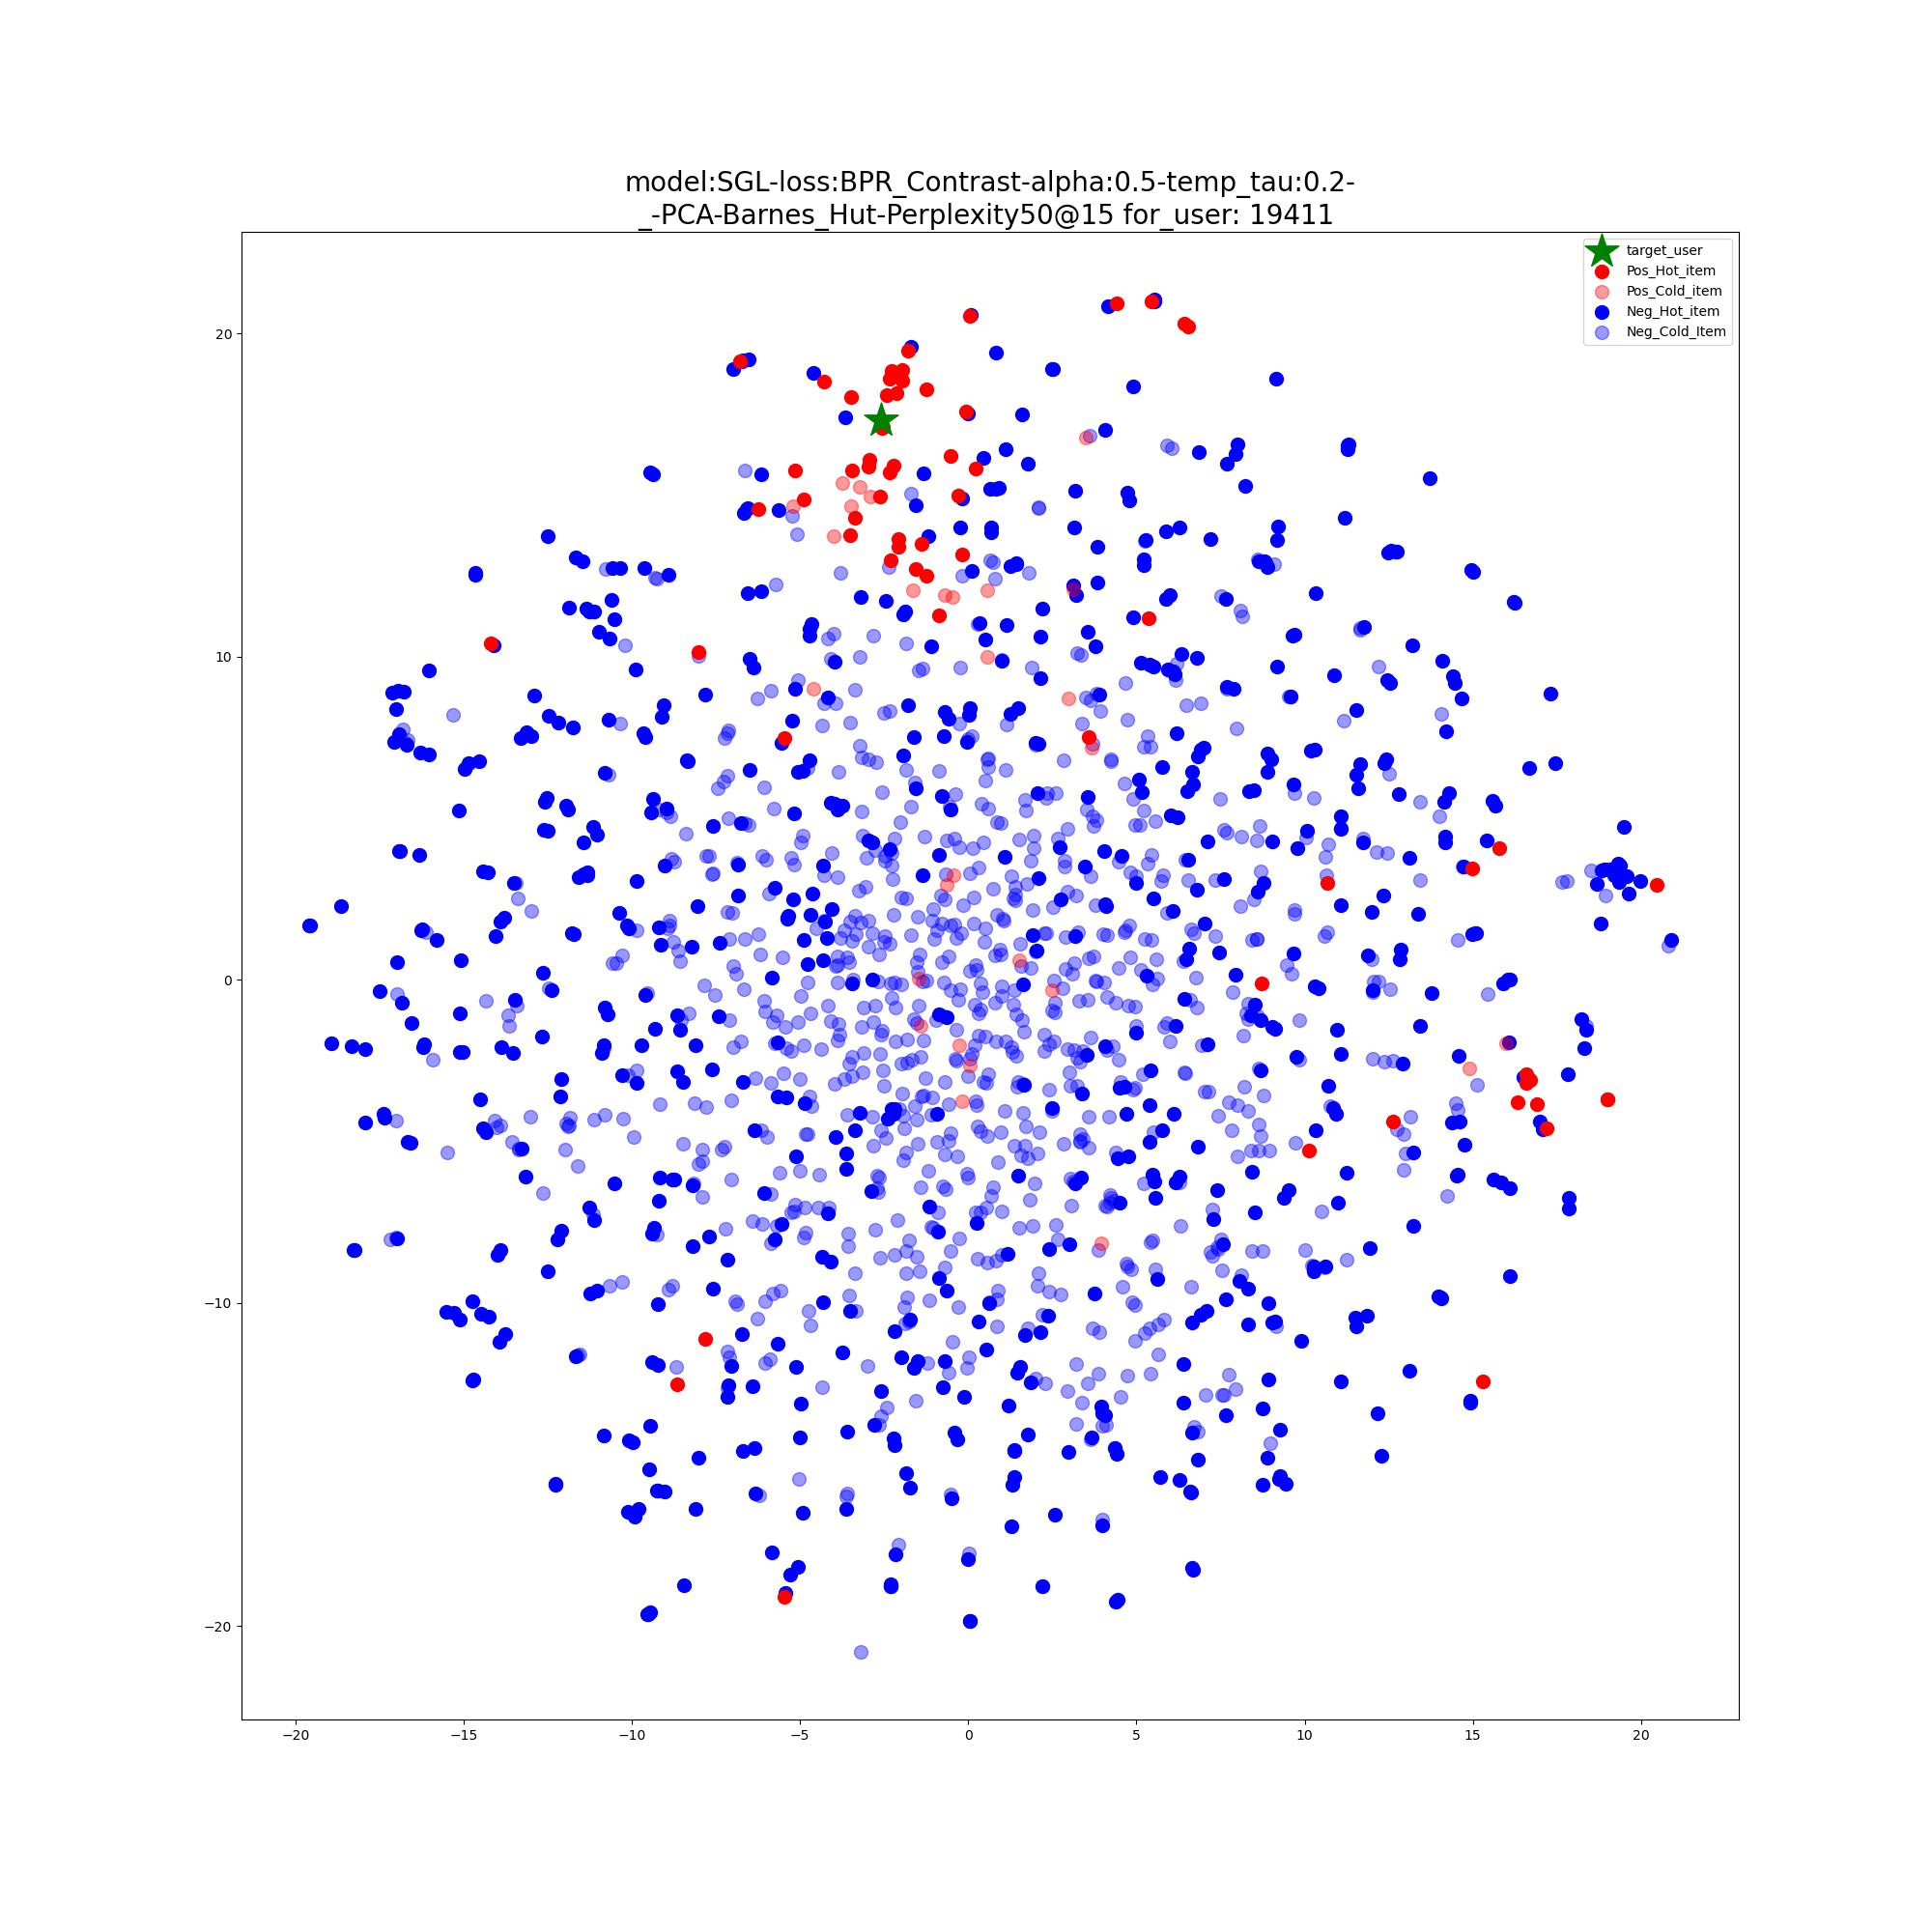 model:SGL-loss:BPR_Contrast-alpha:0.5-temp_tau:0.2-
_-PCA-Barnes_Hut-Perplexity50@15 for_user: 19411
target_user
Pos_Hot_item
Pos_Cold_item
Neg_Hot_item
Neg_Cold_Item
20
10
0
−10
−20
−20 −15 −10 −5 0 5 10 15 20